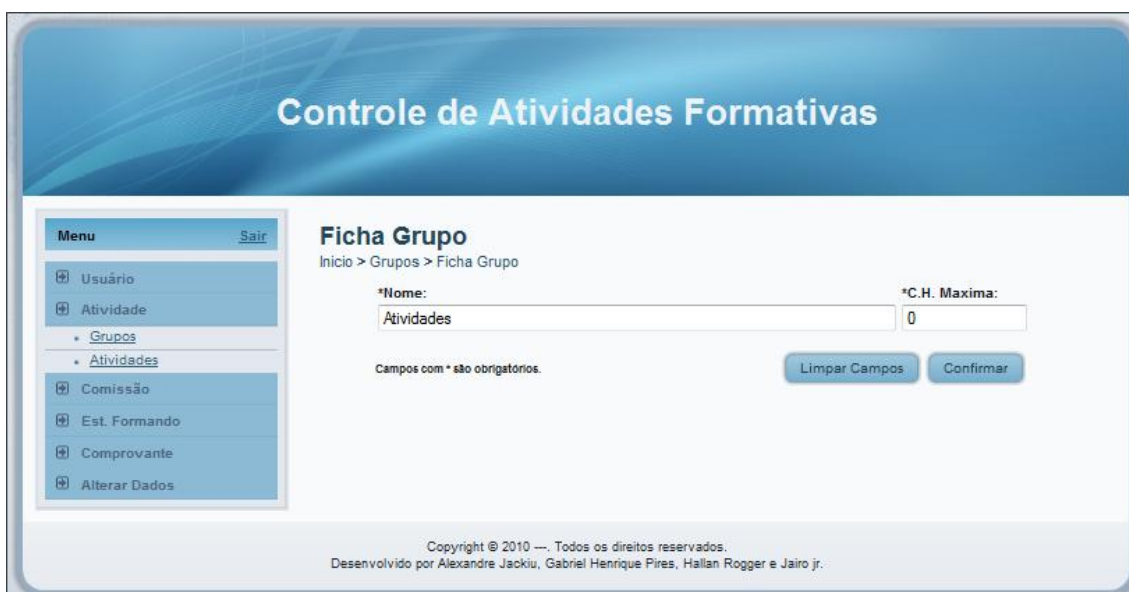 Controle de Atividades Formativas
Menu Sair
Usuário
Atividade
Grupos
Atividades
Comissão
Est. Formando
Comprovante
Alterar Dados
Ficha Grupo
Inicio > Grupos > Ficha Grupo
*Nome: *C.H. Maxima:
Atividades 0
Campos com * são obrigatórios. Limpar Campos Confirmar
Copyright © 2010 ---. Todos os direitos reservados.
Desenvolvido por Alexandre Jackiu, Gabriel Henrique Pires, Hallan Rogger e Jairo jr.